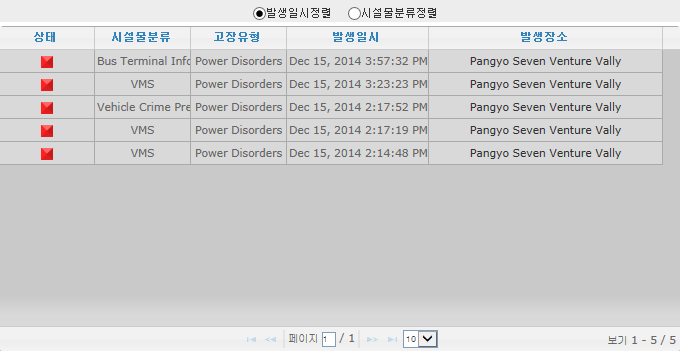 발생일시정렬 시설물분류정렬
상태 시설물분류 고장유형 발생일시 발생장소
Bus Terminal Info Power Disorders Dec 15, 2014 3:57:32 PM Pangyo Seven Venture Vally
VMS Power Disorders Dec 15, 2014 3:23:23 PM Pangyo Seven Venture Vally
Vehicle Crime Pre Power Disorders Dec 15, 2014 2:17:52 PM Pangyo Seven Venture Vally
VMS Power Disorders Dec 15, 2014 2:17:19 PM Pangyo Seven Venture Vally
VMS Power Disorders Dec 15, 2014 2:14:48 PM Pangyo Seven Venture Vally
페이지 1 / 1 10 보기 1 - 5 / 5